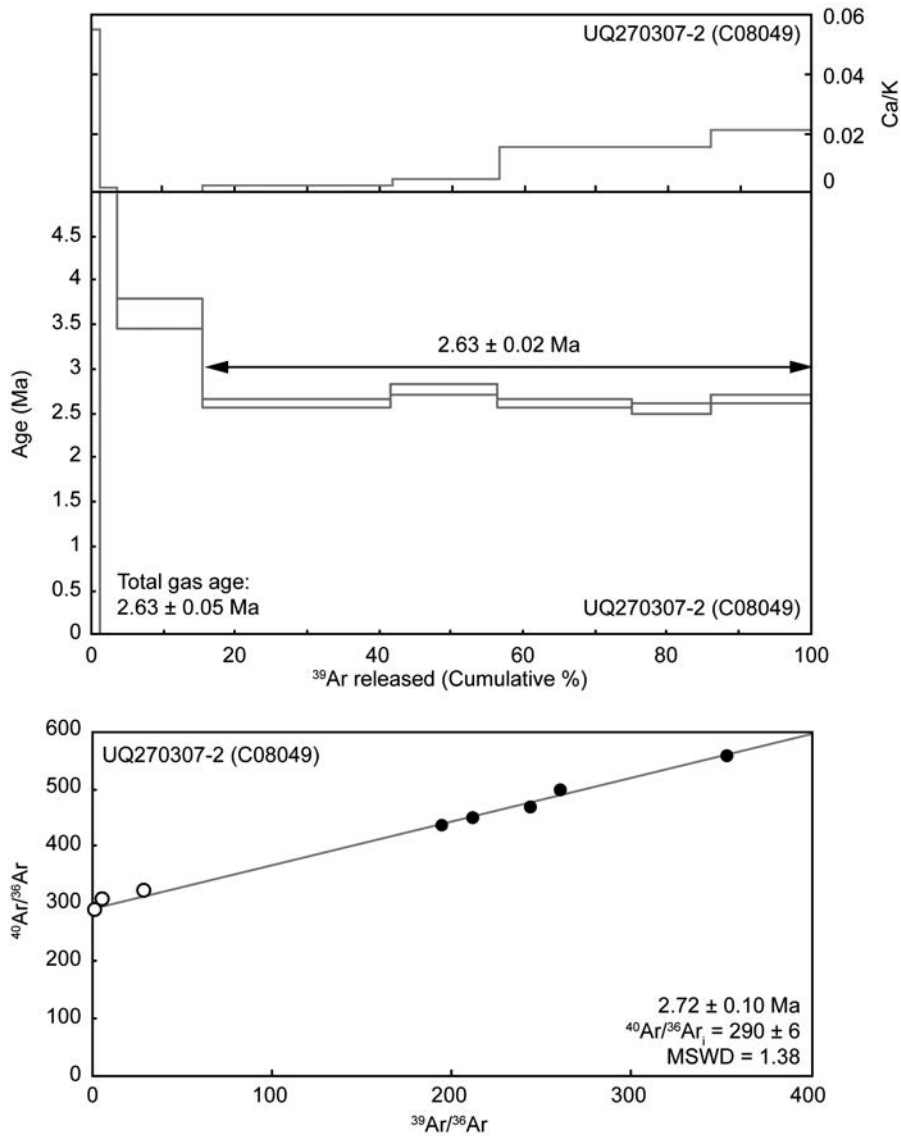 UQ270307-2 (C08049)
0.06
0.04
0.02
0
Ca/K
4.5
4
3.5
3
2.5
2
1.5
1
0.5
0
Age (Ma)
2.63 ± 0.02 Ma
Total gas age:
2.63 ± 0.05 Ma
UQ270307-2 (C08049)
0 20 40 60 80 100
³⁹Ar released (Cumulative %)
600
500
400
300
200
100
0
⁴⁰Ar/³⁶Ar
UQ270307-2 (C08049)
2.72 ± 0.10 Ma
⁴⁰Ar/³⁶Arᵢ = 290 ± 6
MSWD = 1.38
0 100 200 300 400
³⁹Ar/³⁶Ar